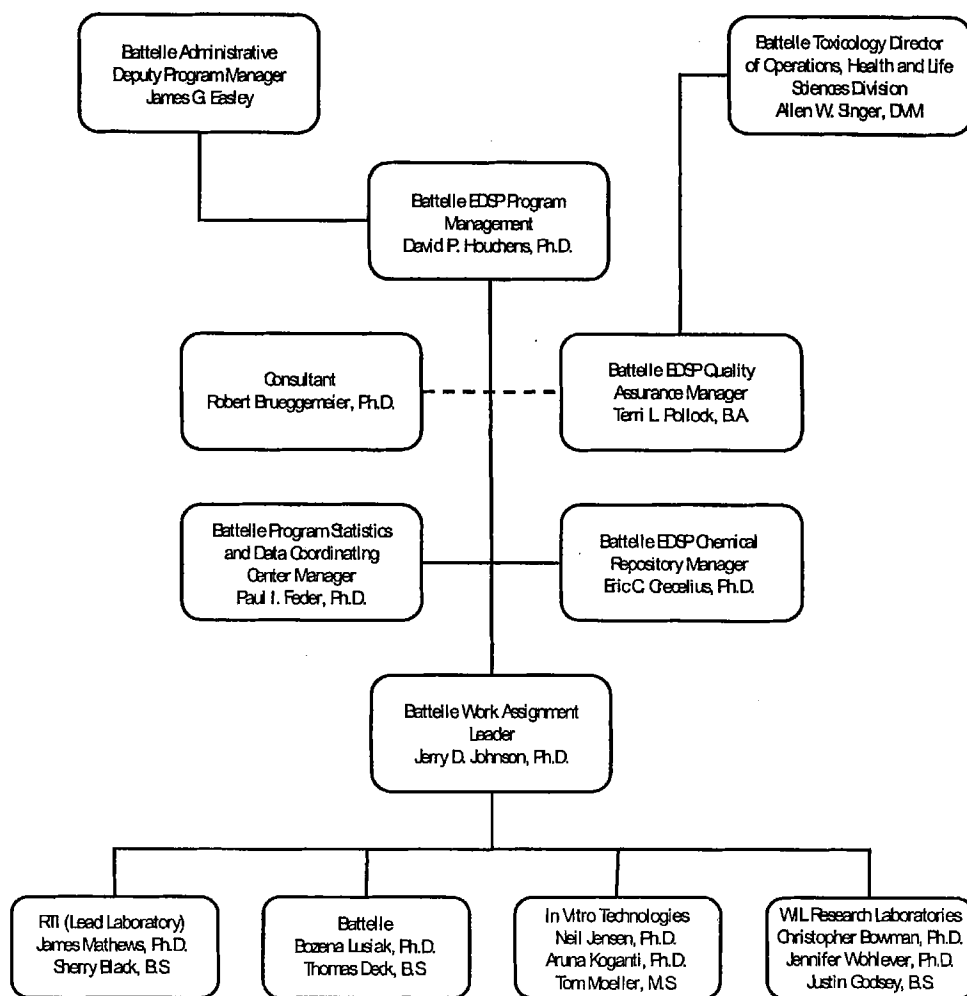 Battelle Administrative
Deputy Program Manager
James G. Easley
Battelle Toxicology Director
of Operations, Health and Life
Sciences Division
Allen W. Singer, DVM
Battelle EDSP Program
Management
David P. Houchens, Ph.D.
Consultant
Robert Brueggemeier, Ph.D.
Battelle EDSP Quality
Assurance Manager
Terri L. Pollock, B.A.
Battelle Program Statistics
and Data Coordinating
Center Manager
Paul I. Feder, Ph.D.
Battelle EDSP Chemical
Repository Manager
Eric C. Crecelius, Ph.D.
Battelle Work Assignment
Leader
Jerry D. Johnson, Ph.D.
RTI (Lead Laboratory)
James Mathews, Ph.D.
Sherry Black, B.S.
Battelle
Bozena Lusiak, Ph.D.
Thomas Deck, B.S.
In Vitro Technologies
Neil Jensen, Ph.D.
Aruna Koganti, Ph.D.
Tom Moeller, M.S.
WIL Research Laboratories
Christopher Bowman, Ph.D.
Jennifer Wohlever, Ph.D.
Justin Godsey, B.S.